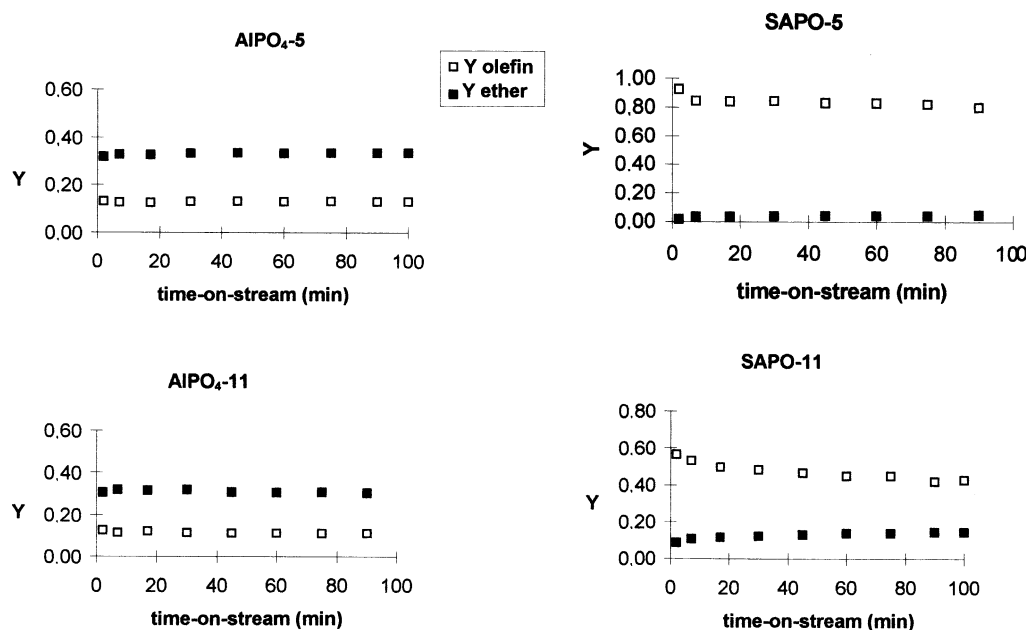 AlPO₄-5
Y olefin
Y ether
0,60
0,40
0,20
0,00
Y
0 20 40 60 80 100
time-on-stream (min)
SAPO-5
1.00
0.80
0.60
0.40
0.20
0.00
Y
0 20 40 60 80 100
time-on-stream (min)
AlPO₄-11
0.60
0.40
0.20
0.00
Y
0 20 40 60 80 100
time-on-stream (min)
SAPO-11
0.80
0.60
0.40
0.20
0.00
Y
0 20 40 60 80 100
time-on-stream (min)